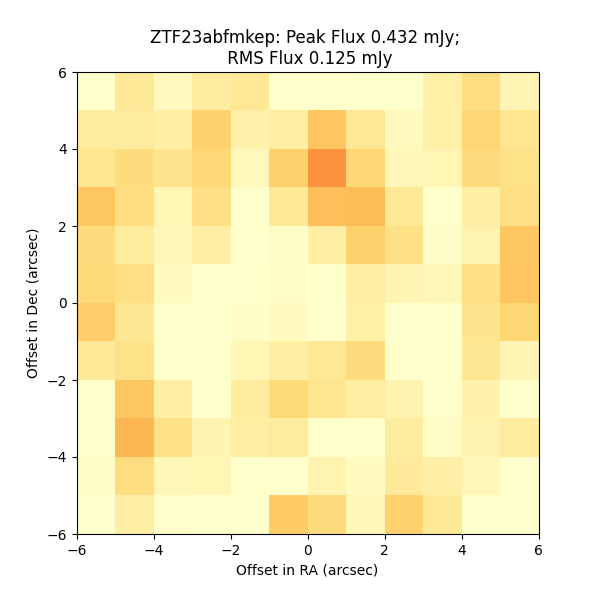 ZTF23abfmkep: Peak Flux 0.432 mJy;
RMS Flux 0.125 mJy
6
4
2
0
−2
−4
−6
Offset in Dec (arcsec)
−6 −4 −2 0 2 4 6
Offset in RA (arcsec)